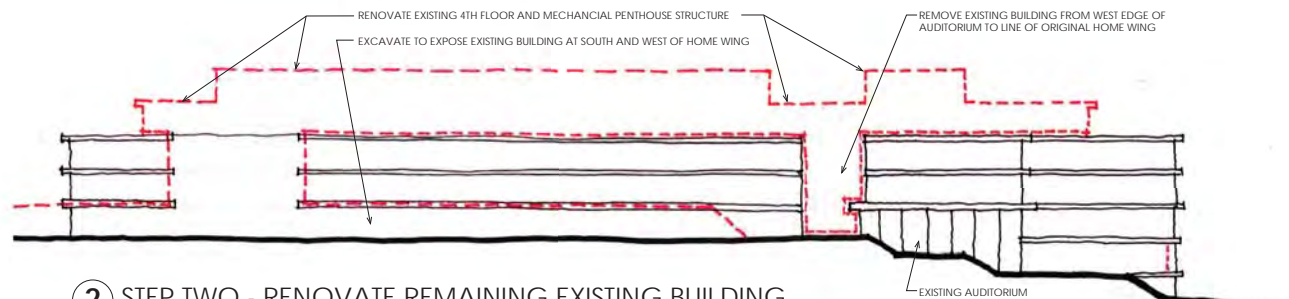 RENOVATE EXISTING 4TH FLOOR AND MECHANCIAL PENTHOUSE STRUCTURE
EXCAVATE TO EXPOSE EXISTING BUILDING AT SOUTH AND WEST OF HOME WING
REMOVE EXISTING BUILDING FROM WEST EDGE OF
AUDITORIUM TO LINE OF ORIGINAL HOME WING
EXISTING AUDITORIUM
2 STEP TWO - RENOVATE REMAINING EXISTING BUILDING